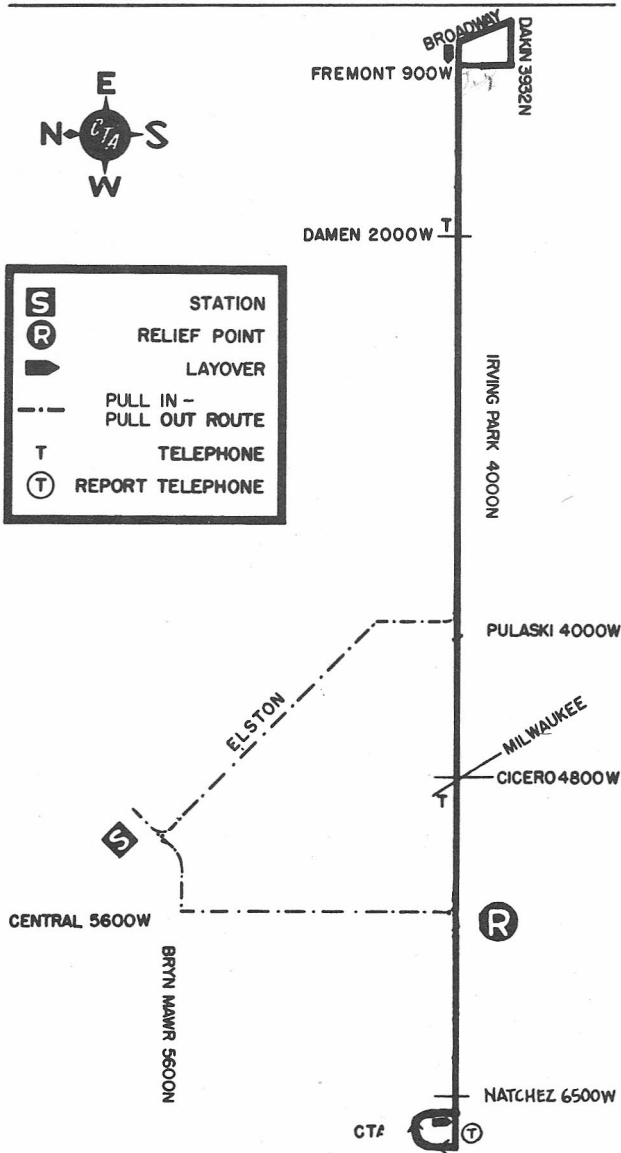 BROADWAY
DAKIN 3932N
FREMONT 900W
E
N CTA S
W
T
DAMEN 2000W
S STATION
R RELIEF POINT
LAYOVER
PULL IN -
PULL OUT ROUTE
T TELEPHONE
T REPORT TELEPHONE
IRVING PARK 4000N
PULASKI 4000W
ELSTON
MILWAUKEE
CICERO 4800W
T
S
CENTRAL 5600W
R
BRYN MAWR 5600N
NATCHEZ 6500W
CTA
T